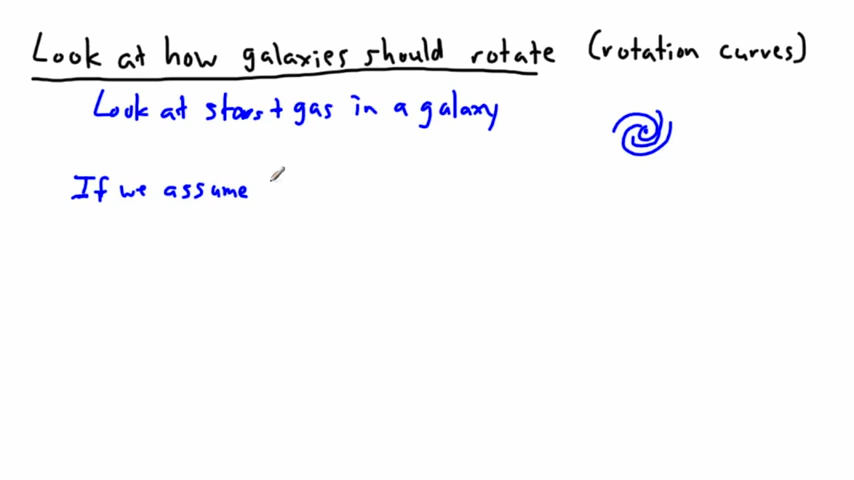 Look at how galaxies should rotate (rotation curves)
Look at stars + gas in a galaxy
If we assume